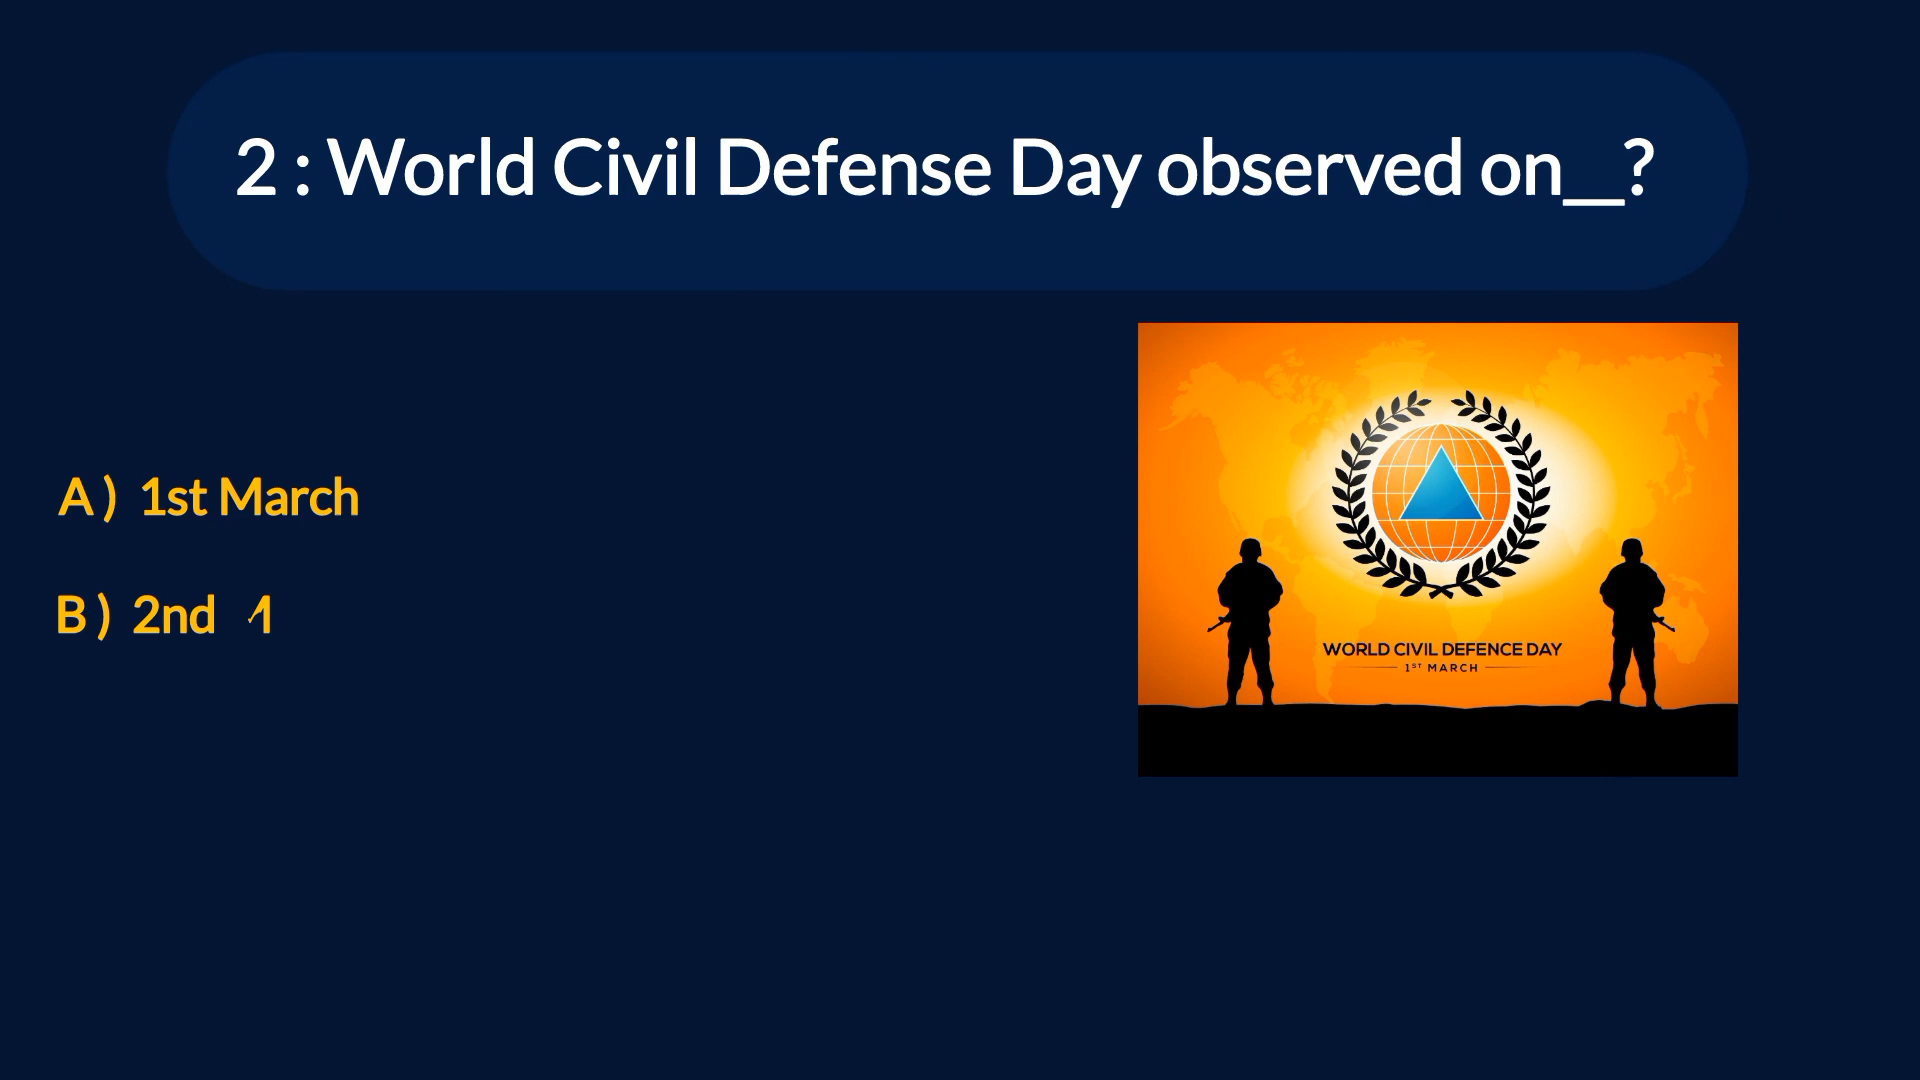 2 : World Civil Defense Day observed on__?
A ) 1st March
B ) 2nd
WORLD CIVIL DEFENCE DAY
1ST MARCH